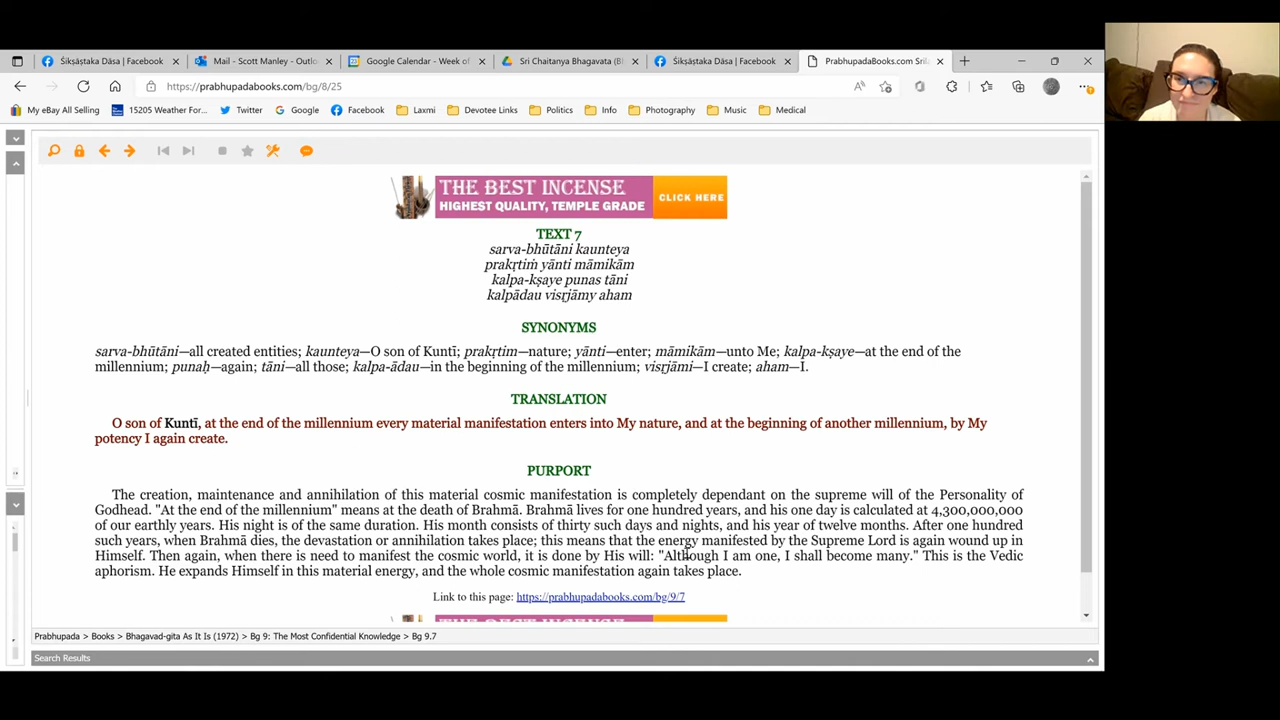 Śikṣāṣtaka Dāsa | Facebook
Mail - Scott Manley - Outlo
Google Calendar - Week of
Sri Chaitanya Bhagavata (Bh
Śikṣāṣtaka Dāsa | Facebook
PrabhupadaBooks.com Srila
https://prabhupadabooks.com/bg/8/25
My eBay All Selling
15205 Weather For...
Twitter
Google
Facebook
Laxmi
Devotee Links
Politics
Info
Photography
Music
Medical
THE BEST INCENSE
HIGHEST QUALITY, TEMPLE GRADE
CLICK HERE
TEXT 7
sarva-bhūtāni kaunteya
prakṛtiṁ yānti māmikām
kalpa-kṣaye punas tāni
kalpādau visṛjāmy aham
SYNONYMS
sarva-bhūtāni—all created entities; kaunteya—O son of Kuntī; prakṛtim—nature; yānti—enter; māmikām—unto Me; kalpa-kṣaye—at the end of the
millennium; punaḥ—again; tāni—all those; kalpa-ādau—in the beginning of the millennium; visṛjāmi—I create; aham—I.
TRANSLATION
O son of Kuntī, at the end of the millennium every material manifestation enters into My nature, and at the beginning of another millennium, by My
potency I again create.
PURPORT
The creation, maintenance and annihilation of this material cosmic manifestation is completely dependant on the supreme will of the Personality of
Godhead. "At the end of the millennium" means at the death of Brahmā. Brahmā lives for one hundred years, and his one day is calculated at 4,300,000,000
of our earthly years. His night is of the same duration. His month consists of thirty such days and nights, and his year of twelve months. After one hundred
such years, when Brahmā dies, the devastation or annihilation takes place; this means that the energy manifested by the Supreme Lord is again wound up in
Himself. Then again, when there is need to manifest the cosmic world, it is done by His will: "Although I am one, I shall become many." This is the Vedic
aphorism. He expands Himself in this material energy, and the whole cosmic manifestation again takes place.
Link to this page: https://prabhupadabooks.com/bg/9/7
THE BEST INCENSE
Prabhupada > Books > Bhagavad-gita As It Is (1972) > Bg 9: The Most Confidential Knowledge > Bg 9.7
Search Results